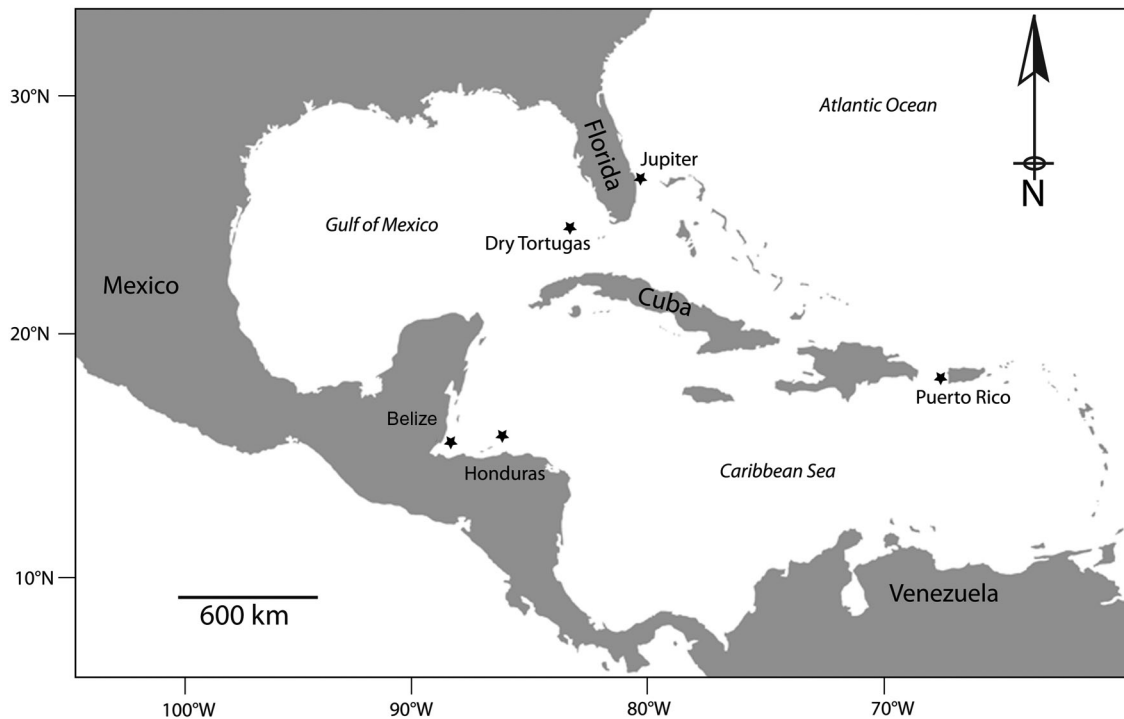 30°N
Atlantic Ocean
Florida
Jupiter
N
Gulf of Mexico
Dry Tortugas
Mexico
Cuba
20°N
Puerto Rico
Belize
Honduras
Caribbean Sea
10°N
Venezuela
600 km
100°W
90°W
80°W
70°W